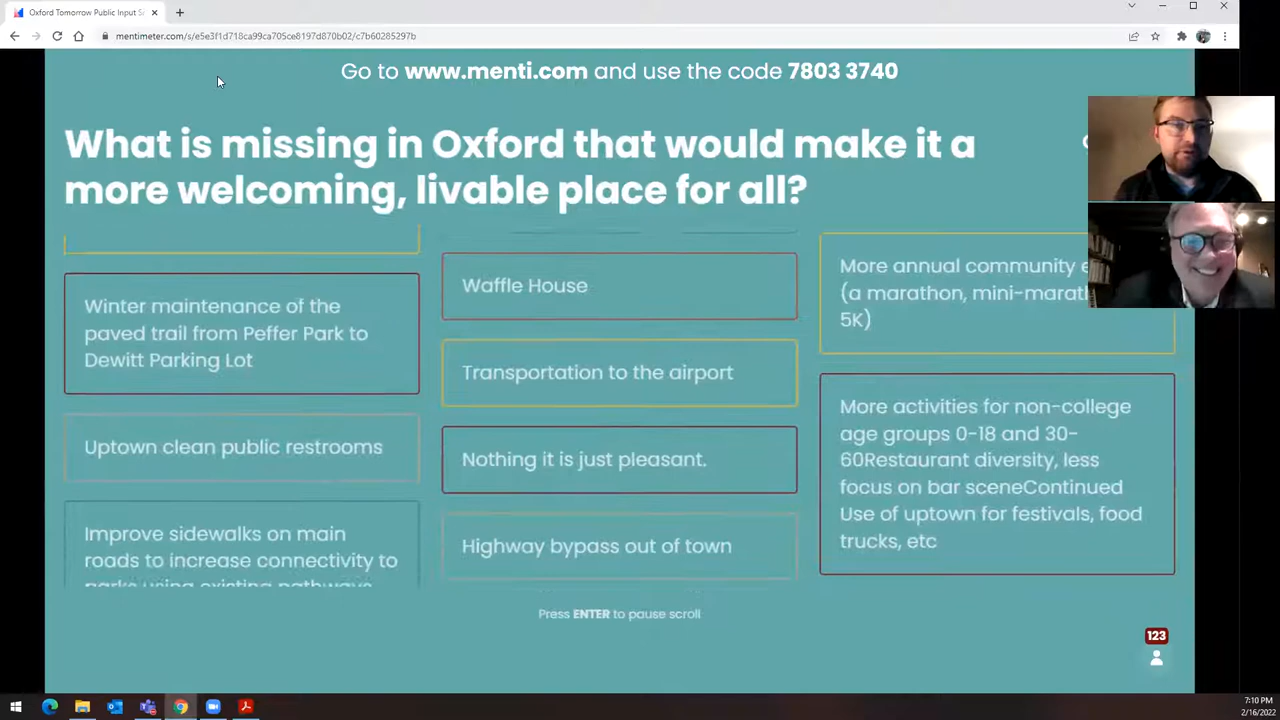 Oxford Tomorrow Public Input S
mentimeter.com/s/e5e3f1d718ca99ca705ce8197d870b02/c7b60285297b
Go to www.menti.com and use the code 7803 3740
What is missing in Oxford that would make it a
more welcoming, livable place for all?
Winter maintenance of the
paved trail from Peffer Park to
Dewitt Parking Lot
Uptown clean public restrooms
Improve sidewalks on main
roads to increase connectivity to
parks using existing pathways
Waffle House
Transportation to the airport
Nothing it is just pleasant.
Highway bypass out of town
More annual community e
(a marathon, mini-marat
5K)
More activities for non-college
age groups 0-18 and 30-
60Restaurant diversity, less
focus on bar sceneContinued
Use of uptown for festivals, food
trucks, etc
Press ENTER to pause scroll
123
7:10 PM
2/16/2022